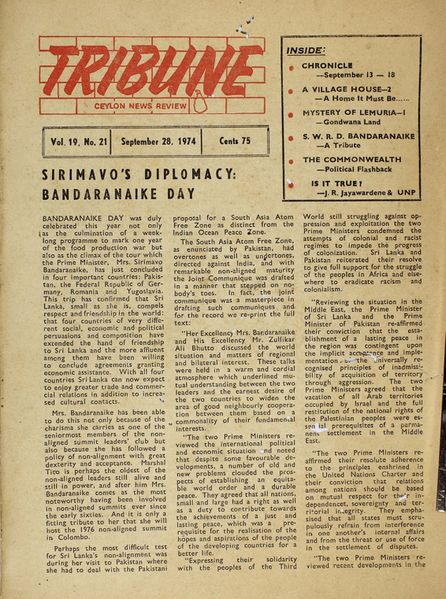 TRIBUNE
CEYLON NEWS REVIEW
Vol. 19, No. 21
September 28, 1974
Cents 75
INSIDE:
CHRONICLE
—September 13 — 18
A VILLAGE HOUSE—2
—A Home It Must Be......
MYSTERY OF LEMURIA—1
—Gondwana Land
S. W. R. D. BANDARANAIKE
—A Tribute
THE COMMONWEALTH
—Political Flashback
IS IT TRUE?
—J. R. Jayawardene & UNP
SIRIMAVO'S DIPLOMACY:
BANDARANAIKE DAY
BANDARANAIKE DAY was duly
celebrated this year not only
as the culmination of a week-
long programme to mark one year
of the food production war but
also as the climax of the tour which
the Prime Minister, Mrs. Sirimavo
Bandaranaike, has just concluded
in four important countries: Pakis-
tan, the Federal Republic of Ger-
many, Romania and Yugoslavia.
This trip has confirmed that Sri
Lanka, small as she is, compels
respect and friendship in the world:
that four countries of very diffe-
rent social, economic and political
persuasions and composition have
extended the hand of friendship
to Sri Lanka and the more affluent
among them have been willing
to conclude agreements granting
economic assistance. With all four
countries Sri Lanka can now expect
to enjoy greater trade and commer-
cial relations in addition to increa-
sed cultural contacts.
Mrs. Bandaranaike has been able
to do this not only because of the
charisma she carries as one of the
seniormost members of the non-
aligned summit leaders' club but
also because she has followed a
policy of non-alignment with great
dexterity and acceptance. Marshal
Tito is perhaps the oldest of the
non-aligned leaders still alive and
still in power, and after him Mrs.
Bandaranaike comes as the most
noteworthy having been involved
in non-aligned summits ever since
the early sixties. And it is only a
fitting tribute to her that she will
host the 1976 non-aligned summit
in Colombo.
Perhaps the most difficult test
for Sri Lanka's non-alignment was
during her visit to Pakistan where
she had to deal with the Pakistani
proposal for a South Asia Atom
Free Zone as distinct from the
Indian Ocean Peace Zone.
The South Asia Atom Free Zone,
as enunciated by Pakistan, had
overtones as well as undertones,
directed against India, and with
remarkable non-aligned maturity
the Joint Communique was drafted
in a manner that stepped on no-
body's toes. In fact, the joint
communique was a masterpiece in
drafting such communiques and
for the record we re-print the full
"Her Excellency Mrs. Bandaranaike
and His Excellency Mr. Zulfikar
Ali Bhutto discussed the world
situation and matters of regional
and bilateral interest. These talks
were held in a warm and cordial
atmosphere which underlined mu-
tual understanding between the two
leaders and the earnest desire of
the two countries to widen the
area of good neighbourly coopera-
tion between them based on a
commonality of their fundamental
interests.
"The two Prime Ministers re-
viewed the international political
and economic situation and noted
that despite some favourable de-
velopments, a number of old and
new problems clouded the pros-
pects of establishing an equita-
ble world order and a durable
peace. They agreed that all nations,
small and large had a right as well
as a duty to contribute towards
the achievements of a just and
lasting peace, which was a pre-
requisite for the realisation of the
hopes and aspirations of the people
of the developing countries for a
better life.
"Expressing their solidarity
with the peoples of the Third
World still struggling against op-
pression and exploitation the two
Prime Ministers condemned the
attempts of colonial and racist
regimes to impede the progress
of colonization. Sri Lanka and
Pakistan reiterated their resolve
to give full support for the struggle
of the peoples in Africa and else-
where to eradicate racism and
colonialism.
"Reviewing the situation in the
Middle East, the Prime Minister
of Sri Lanka and the Prime
Minister of Pakistan re-affirmed
their conviction that the esta-
blishment of a lasting peace in the
region was contingent upon
the implicit acceptance and imple-
mentation universally re-
cognised principles of inadmissi-
bility of acquisition of territory
through aggression. The two
Prime Ministers agreed that the
vacation of all Arab territories
occupied by Israel and the full
restitution of the national rights of
the Palestinian peoples were es-
sential prerequisites of a perma-
nent settlement in the Middle
East.
"The two Prime Ministers re-
affirmed their resolute adherence
to the principles enshrined in
the United Nations Charter and
their conviction that relations
among nations should be based
on mutual respect for their in-
dependence, sovereignty and ter-
ritorial integrity. They empha-
sised that all states must scru-
pulously refrain from interference
in one another's internal affairs
and from the threat or use of force
in the settlement of disputes.
"The two Prime Ministers re-
viewed recent developments in the